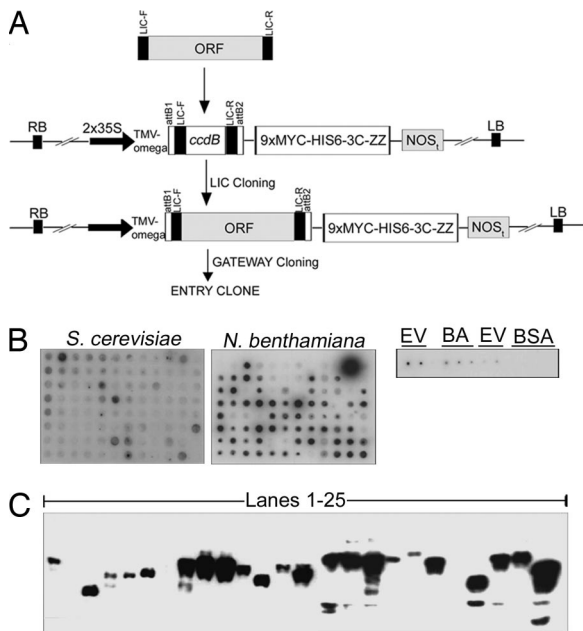 A
LIC-F
LIC-R
ORF
attB1
LIC-F
LIC-R
attB2
RB
2x35S
TMV-
omega
ccdB
9xMYC-HIS6-3C-ZZ
NOSt
LB
LIC Cloning
attB1
LIC-F
LIC-R
attB2
RB
TMV-
omega
ORF
9xMYC-HIS6-3C-ZZ
NOSt
LB
GATEWAY Cloning
ENTRY CLONE
B
S. cerevisiae
N. benthamiana
EV BA EV BSA
C
Lanes 1-25